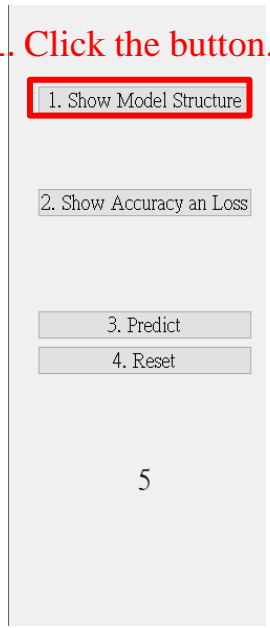 . Click the button.
1. Show Model Structure
2. Show Accuracy an Loss
3. Predict
4. Reset
5